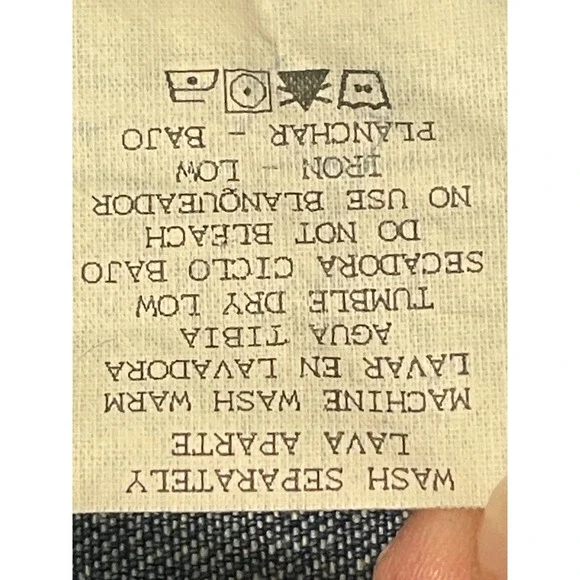 WASH SEPARATELY
LAVA APARTE
MACHINE WASH WARM
LAVAR EN LAVADORA
AGUA TIBIA
TUMBLE DRY LOW
SECADORA CICLO BAJO
DO NOT BLEACH
NO USE BLANQUEADOR
IRON - LOW
PLANCHAR - BAJO